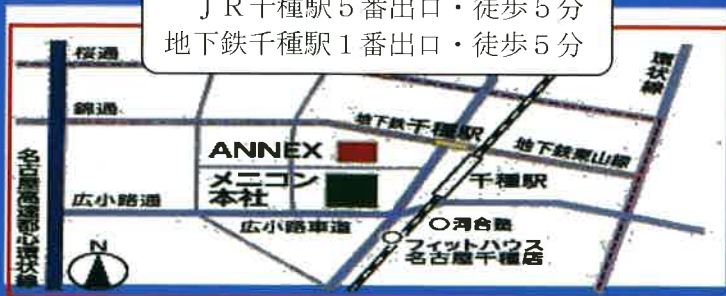 ＪＲ千種駅５番出口・徒歩５分
地下鉄千種駅１番出口・徒歩５分
桜通
環状線
錦通
地下鉄千種駅
地下鉄東山線
ANNEX
メニコン
本社
千種駅
名古屋高速都心環状線
広小路通
広小路車道
○河合塾
フィットハウス
名古屋千種店
N